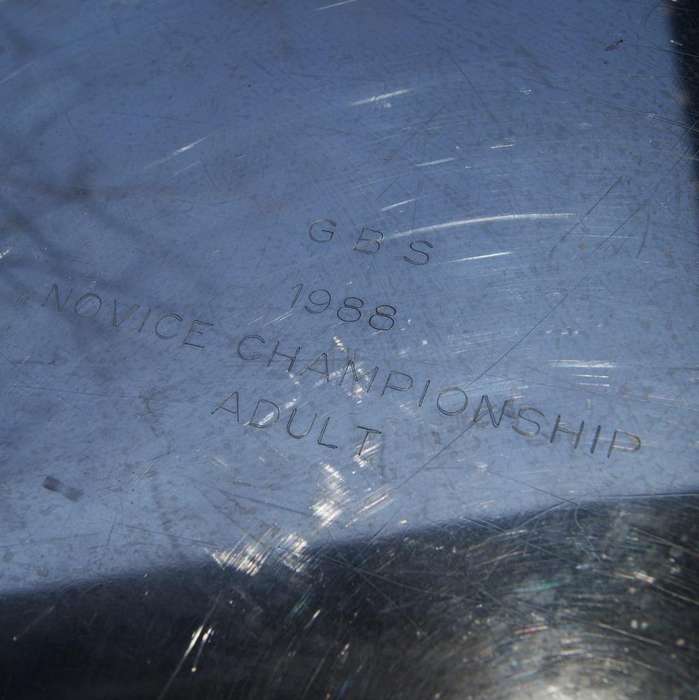 G B S
1988
NOVICE CHAMPIONSHIP
ADULT